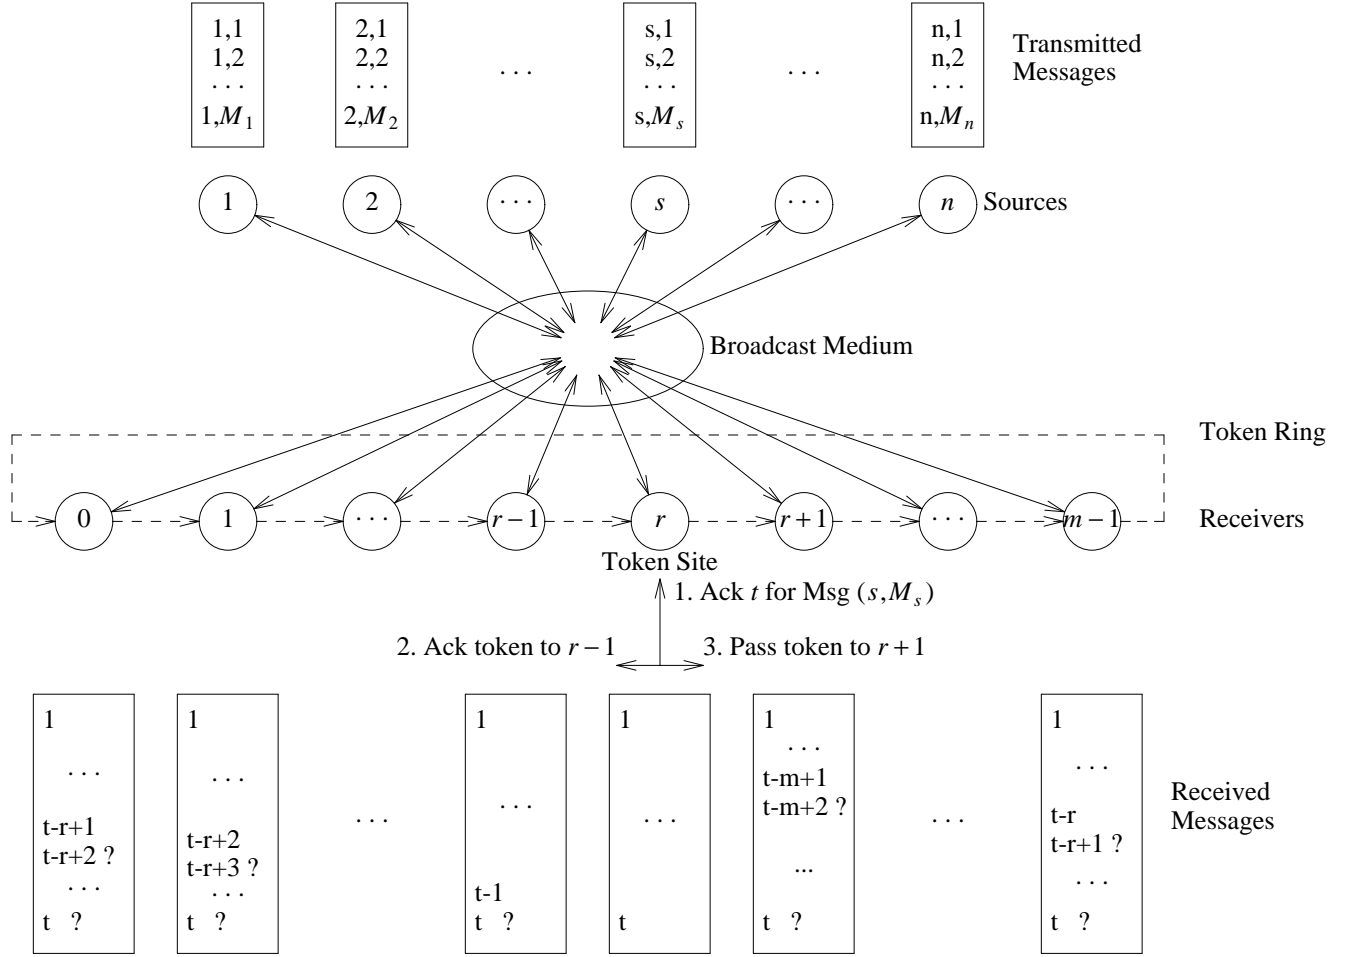 1,1 2,1 s,1 n,1 Transmitted
1,2 2,2 s,2 n,2 Messages
. . . . . . . . . . . . . . . . . .
1,M1 2,M2 s,Ms n,Mn
1 2 . . . s . . . n Sources
Broadcast Medium
Token Ring
0 1 . . . r − 1 r r + 1 . . . m − 1 Receivers
Token Site
1. Ack t for Msg (s,Ms)
2. Ack token to r − 1 3. Pass token to r + 1
1 1 1 1 1 1
. . . . . . . . . . . . . . . . . .
t-m+1
t-r+1 t-m+2 ? t-r Received
t-r+2 ? t-r+2 . . . . . . . . . t-r+1 ? Messages
t-r+3 ? ...
. . . . . . t-1 . . .
t ? t ? t ? t t ? t ?